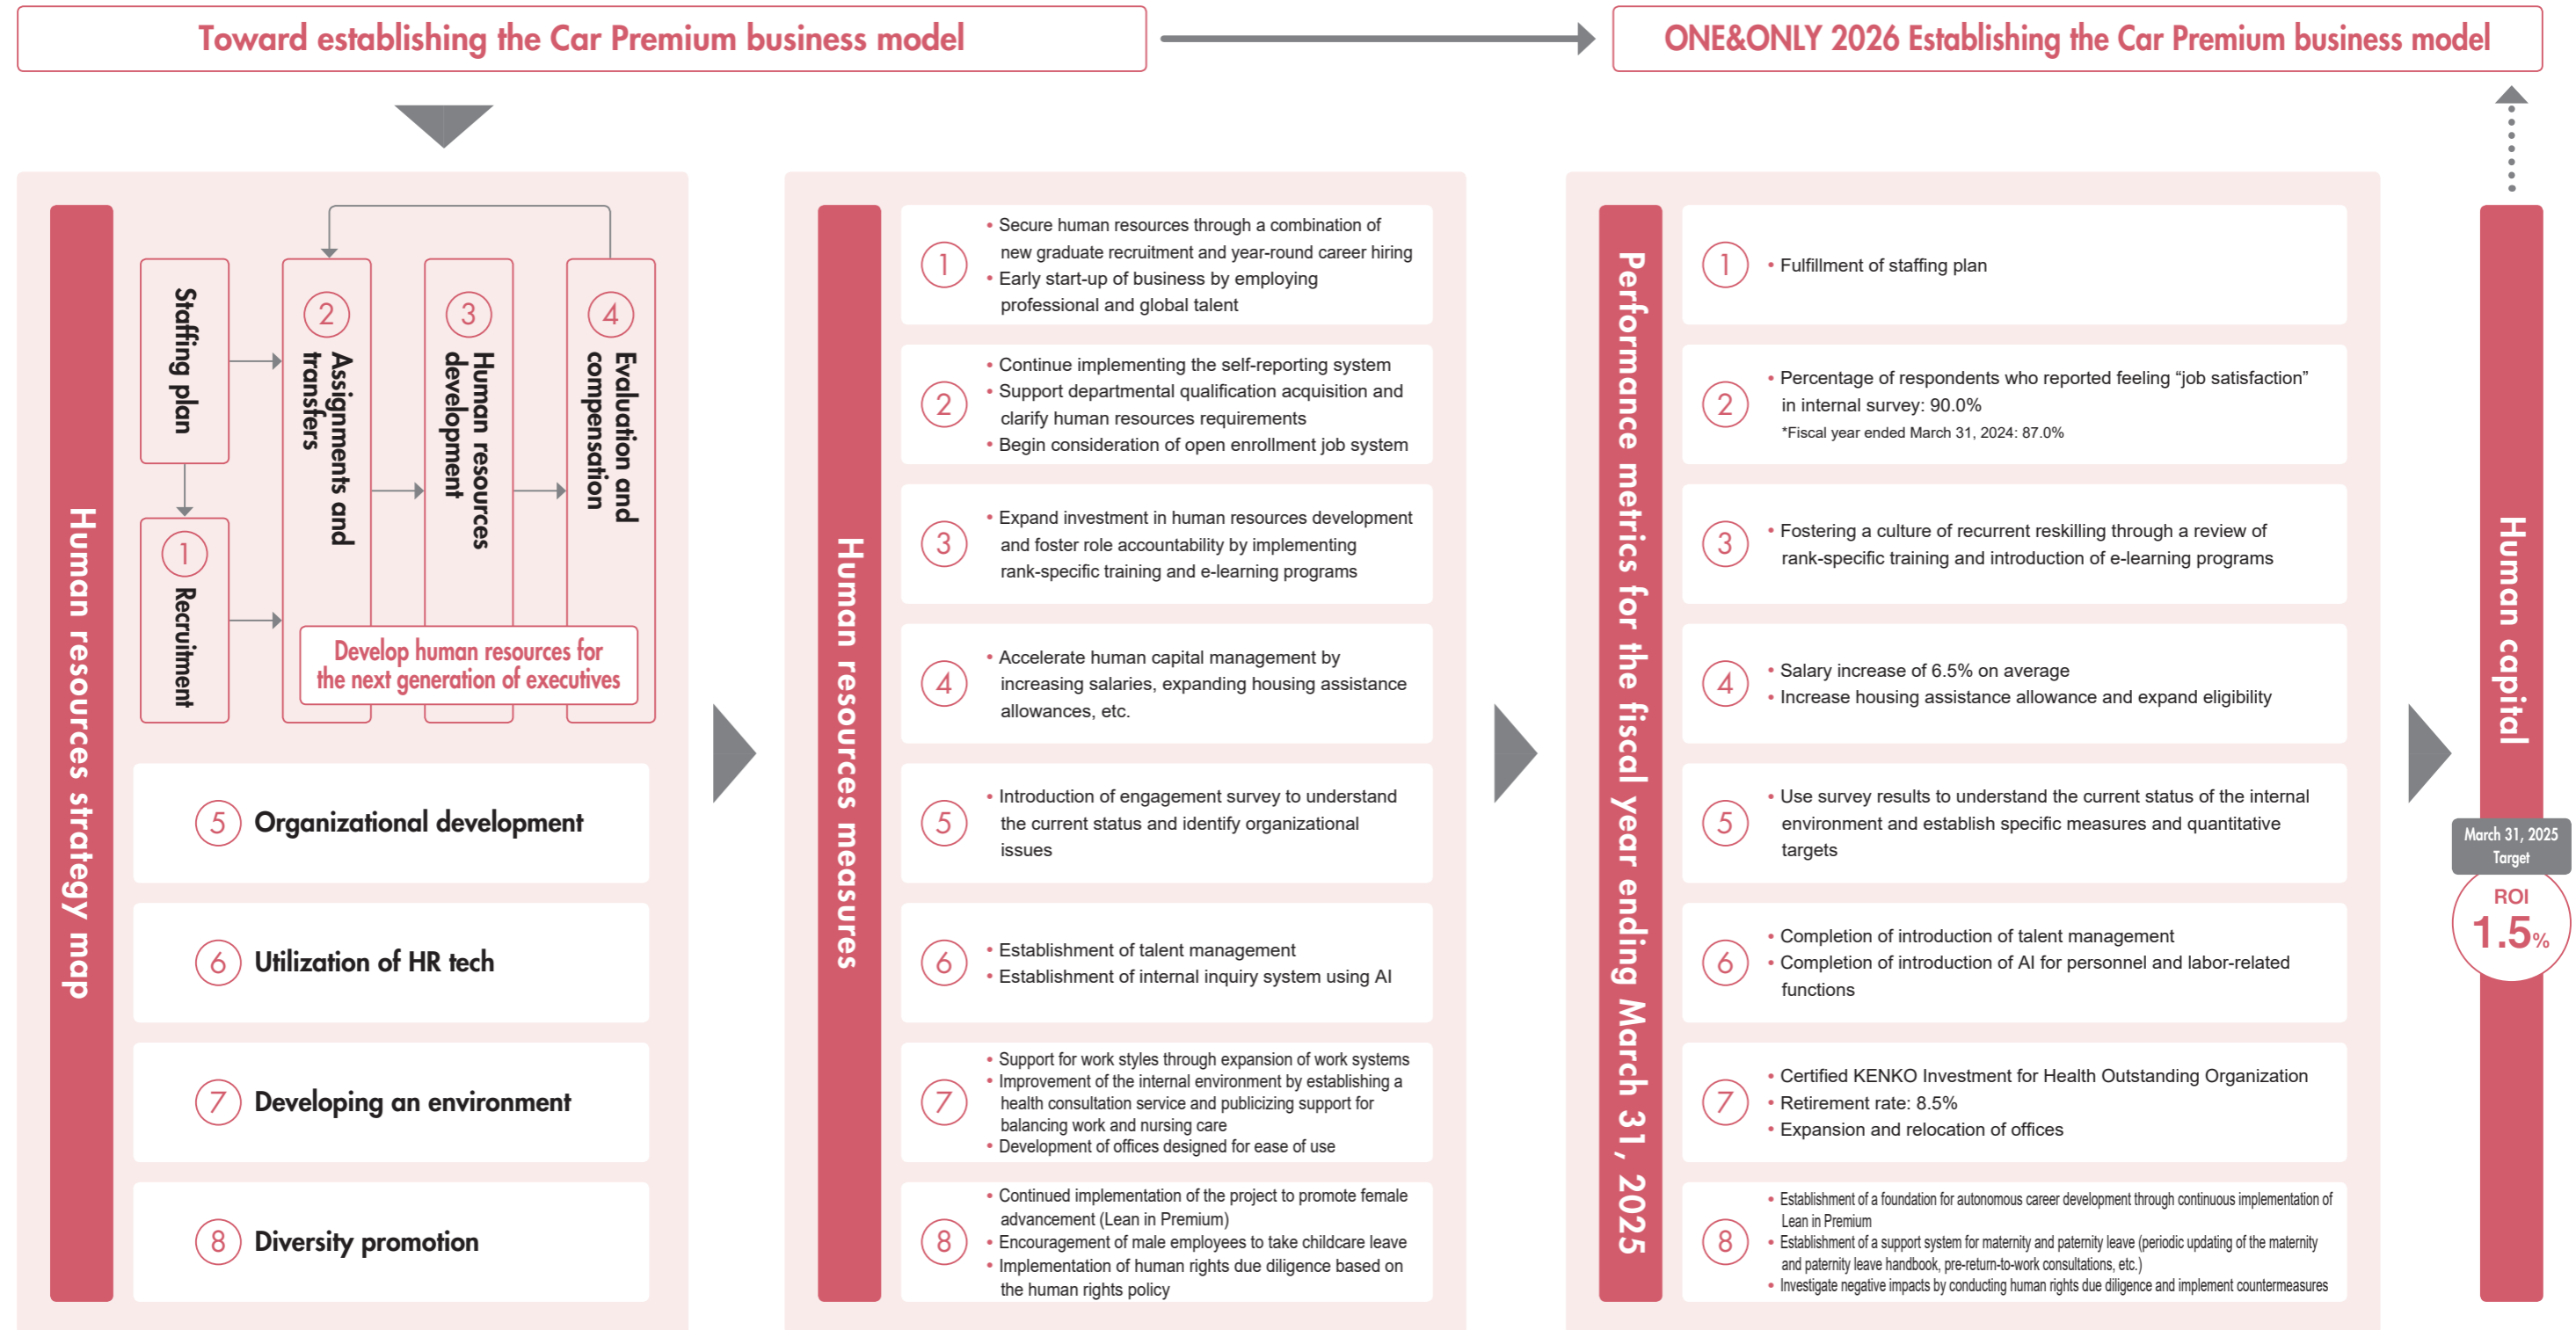 Toward establishing the Car Premium business model
ONE&ONLY 2026 Establishing the Car Premium business model
Human resources strategy map
Staffing plan
1 Recruitment
2 Assignments and
transfers
3 Human resources
development
4 Evaluation and
compensation
Develop human resources for
the next generation of executives
5 Organizational development
6 Utilization of HR tech
7 Developing an environment
8 Diversity promotion
Human resources measures
1
• Secure human resources through a combination of
new graduate recruitment and year-round career hiring
• Early start-up of business by employing
professional and global talent
2
• Continue implementing the self-reporting system
• Support departmental qualification acquisition and
clarify human resources requirements
• Begin consideration of open enrollment job system
3
• Expand investment in human resources development
and foster role accountability by implementing
rank-specific training and e-learning programs
4
• Accelerate human capital management by
increasing salaries, expanding housing assistance
allowances, etc.
5
• Introduction of engagement survey to understand
the current status and identify organizational
issues
6
• Establishment of talent management
• Establishment of internal inquiry system using AI
7
• Support for work styles through expansion of work systems
• Improvement of the internal environment by establishing a
health consultation service and publicizing support for
balancing work and nursing care
• Development of offices designed for ease of use
8
• Continued implementation of the project to promote female
advancement (Lean in Premium)
• Encouragement of male employees to take childcare leave
• Implementation of human rights due diligence based on
the human rights policy
Performance metrics for the fiscal year ending March 31, 2025
1
• Fulfillment of staffing plan
2
• Percentage of respondents who reported feeling “job satisfaction”
in internal survey: 90.0%
*Fiscal year ended March 31, 2024: 87.0%
3
• Fostering a culture of recurrent reskilling through a review of
rank-specific training and introduction of e-learning programs
4
• Salary increase of 6.5% on average
• Increase housing assistance allowance and expand eligibility
5
• Use survey results to understand the current status of the internal
environment and establish specific measures and quantitative
targets
6
• Completion of introduction of talent management
• Completion of introduction of AI for personnel and labor-related
functions
7
• Certified KENKO Investment for Health Outstanding Organization
• Retirement rate: 8.5%
• Expansion and relocation of offices
8
• Establishment of a foundation for autonomous career development through continuous implementation of
Lean in Premium
• Establishment of a support system for maternity and paternity leave (periodic updating of the maternity
and paternity leave handbook, pre-return-to-work consultations, etc.)
• Investigate negative impacts by conducting human rights due diligence and implement countermeasures
Human capital
March 31, 2025
Target
ROI
1.5%